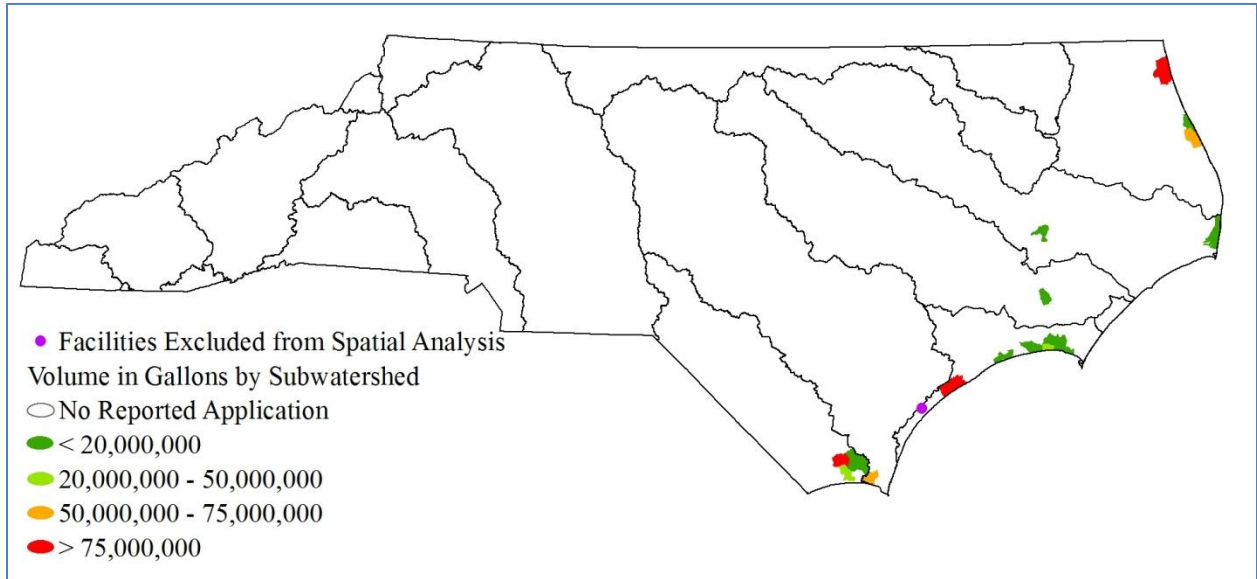 Facilities Excluded from Spatial Analysis
Volume in Gallons by Subwatershed
No Reported Application
< 20,000,000
20,000,000 - 50,000,000
50,000,000 - 75,000,000
> 75,000,000